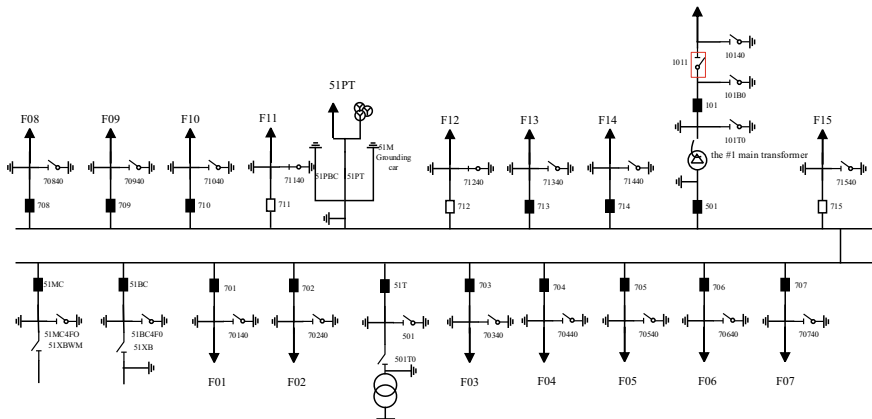 10140
1011
101B0
101
101T0
the #1 main transformer
501
51PT
F08
F09
F10
F11
F12
F13
F14
F15
51M
Grounding
car
51PBC
51PT
70840
70940
71040
71140
71240
71340
71440
71540
708
709
710
711
712
713
714
715
51MC
51BC
701
702
51T
703
704
705
706
707
51MC4FO
51XBWM
51BC4F0
51XB
70140
70240
501
501T0
70340
70440
70540
70640
70740
F01
F02
F03
F04
F05
F06
F07